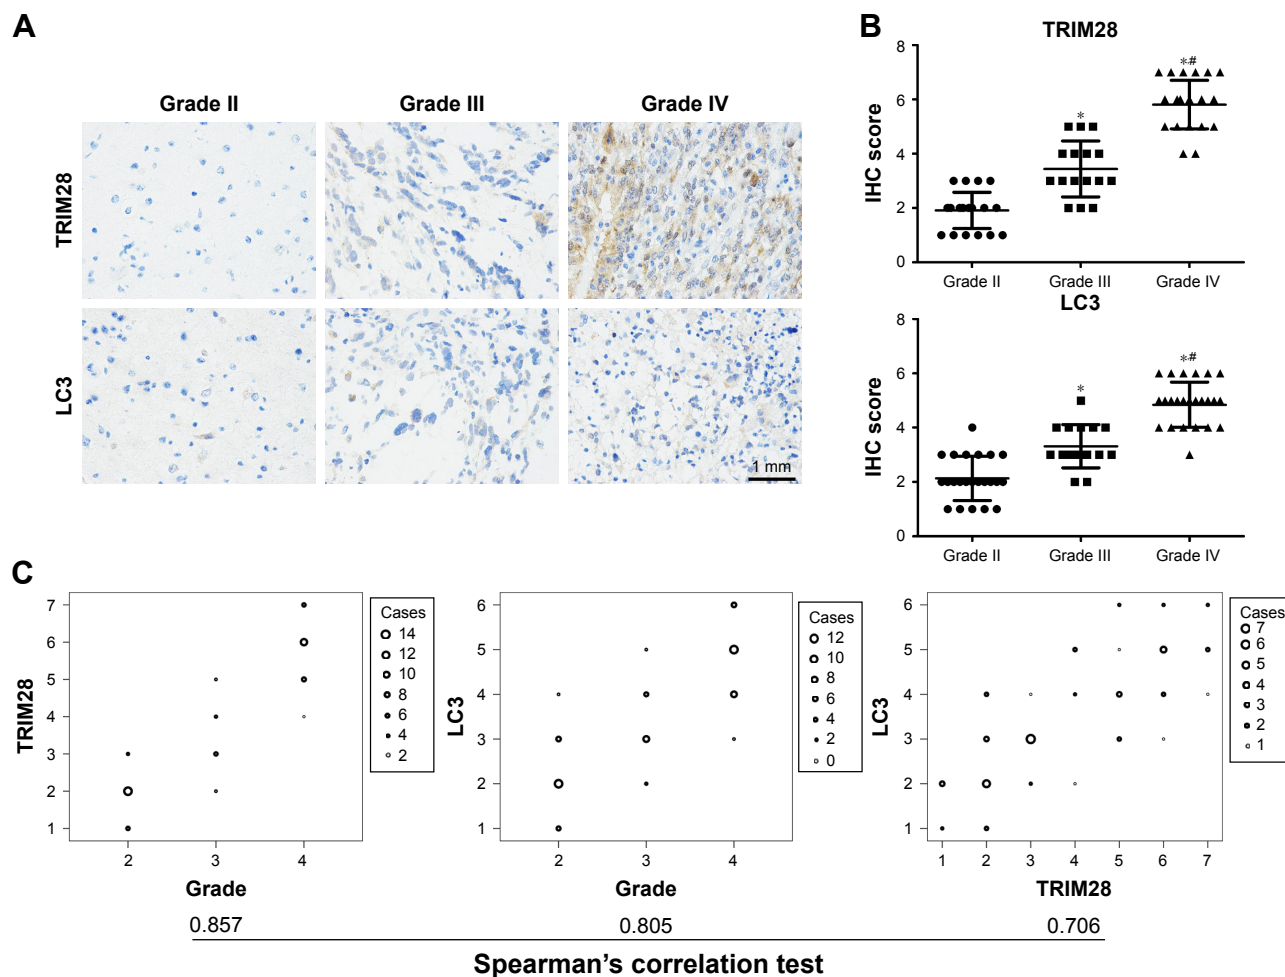 A
Grade II Grade III Grade IV
TRIM28
LC3
1 mm
B
TRIM28
8
6
4
2
0
IHC score
*
*#
Grade II Grade III Grade IV
LC3
8
6
4
2
0
IHC score
*
*#
Grade II Grade III Grade IV
C
7
6
5
4
3
2
1
TRIM28
2 3 4
Grade
Cases
14
12
10
8
6
4
2
6
5
4
3
2
1
LC3
2 3 4
Grade
Cases
12
10
8
6
4
2
0
6
5
4
3
2
1
LC3
1 2 3 4 5 6 7
TRIM28
Cases
7
6
5
4
3
2
1
0.857 0.805 0.706
Spearman's correlation test